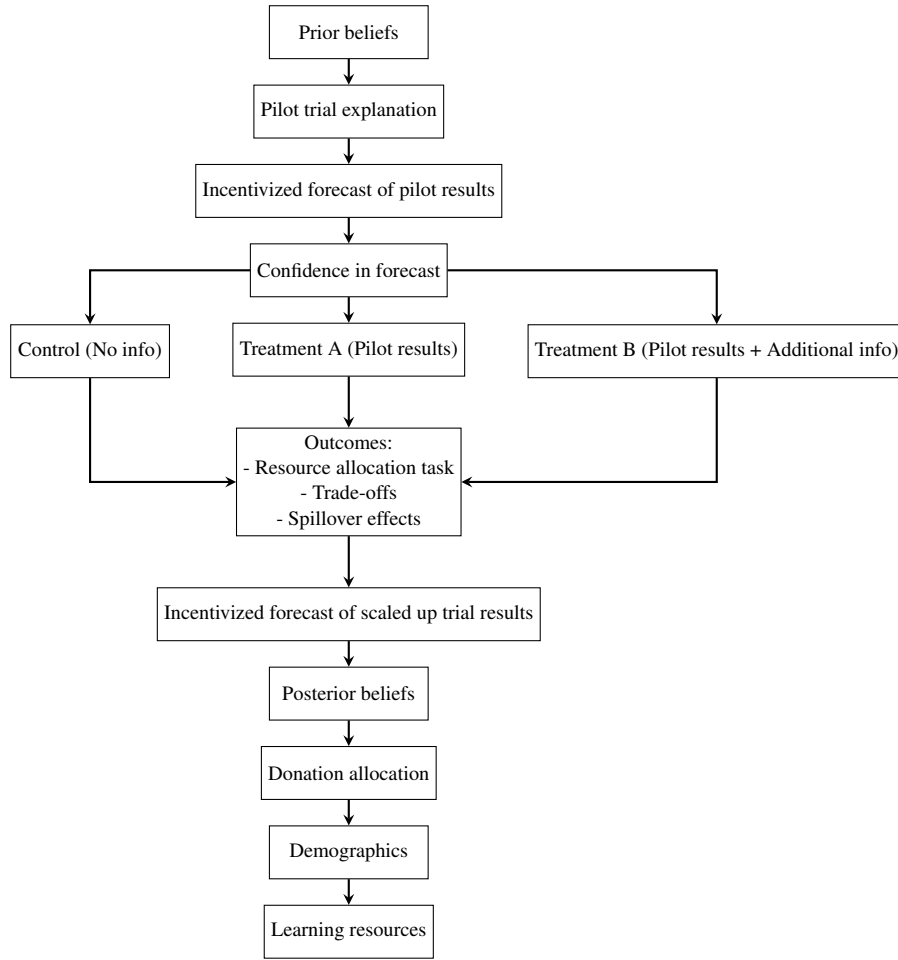 Prior beliefs
Pilot trial explanation
Incentivized forecast of pilot results
Confidence in forecast
Control (No info)
Treatment A (Pilot results)
Treatment B (Pilot results + Additional info)
Outcomes:
- Resource allocation task
- Trade-offs
- Spillover effects
Incentivized forecast of scaled up trial results
Posterior beliefs
Donation allocation
Demographics
Learning resources